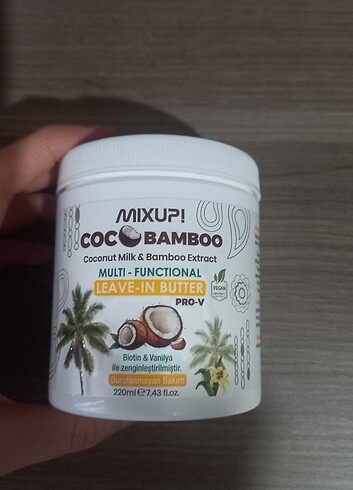 MIXUP!
COCO BAMBOO
Coconut Milk & Bamboo Extract
MULTI - FUNCTIONAL
LEAVE-IN BUTTER
PRO-V
VEGAN
Biotin & Vanilya
ile zenginleştirilmiştir.
Durulanmayan Bakım
220ml e 7.43 fl.oz.